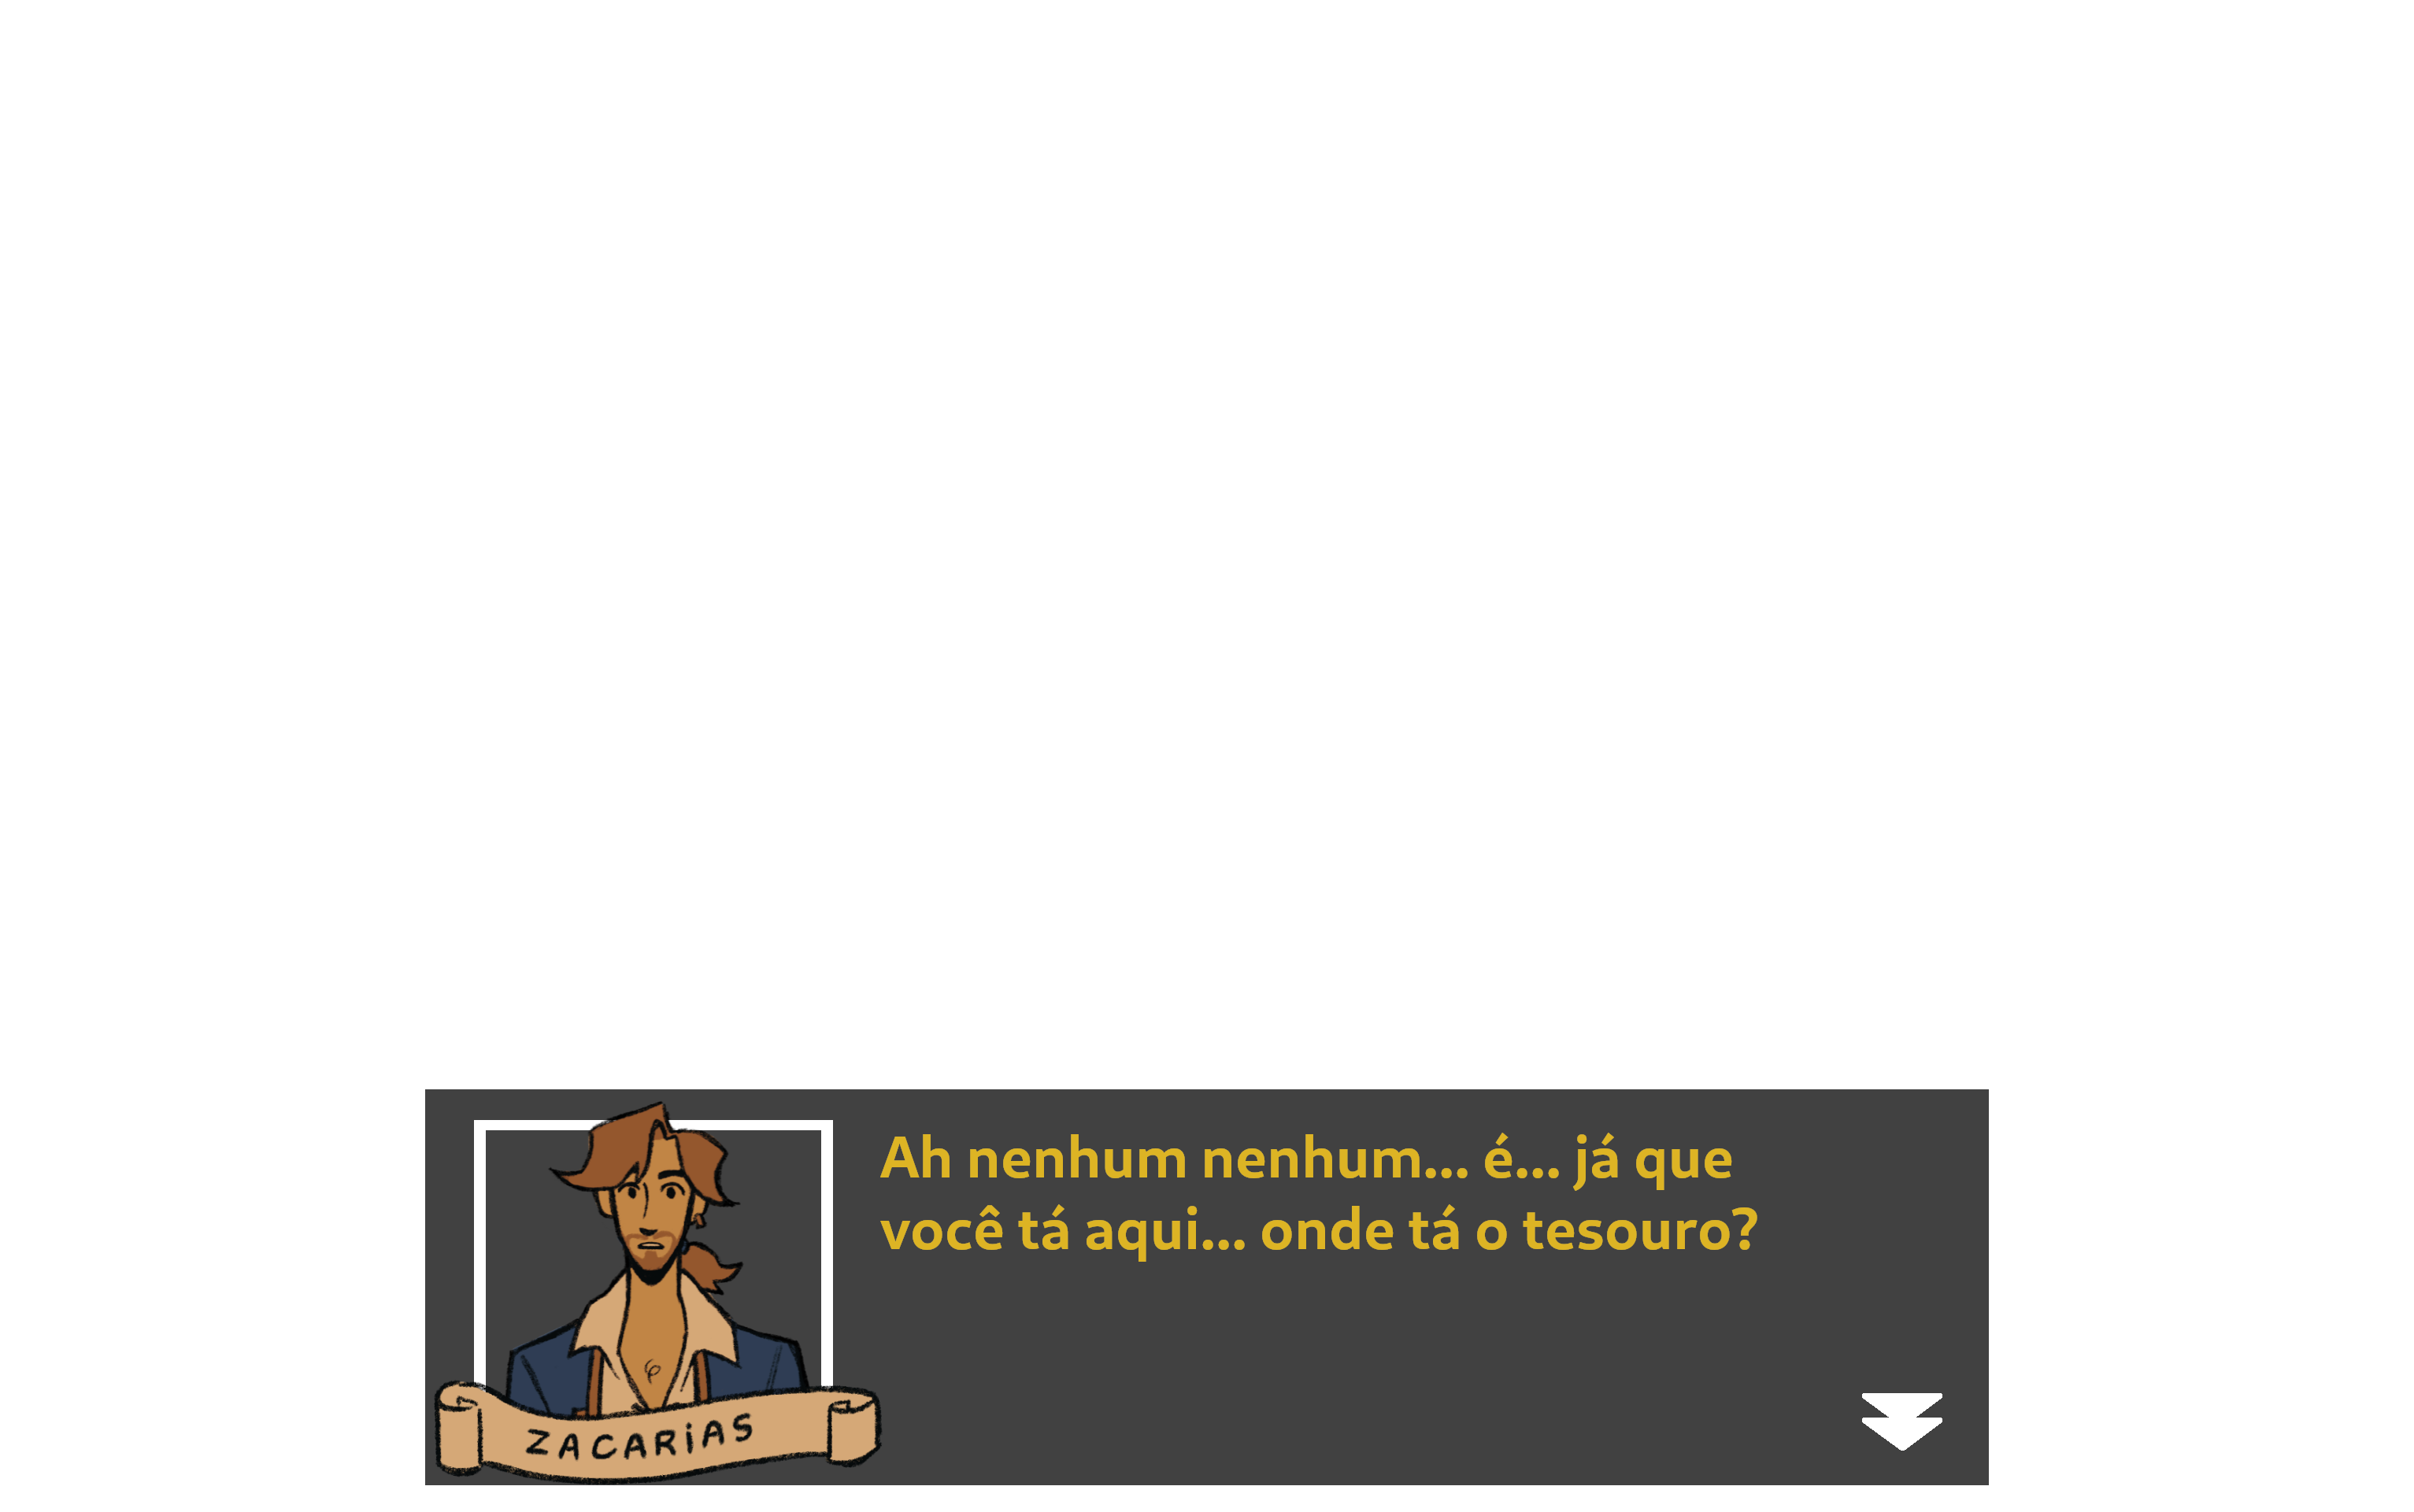 Ah nenhum nenhum... é... já que
você tá aqui... onde tá o tesouro?
ZACARiAS